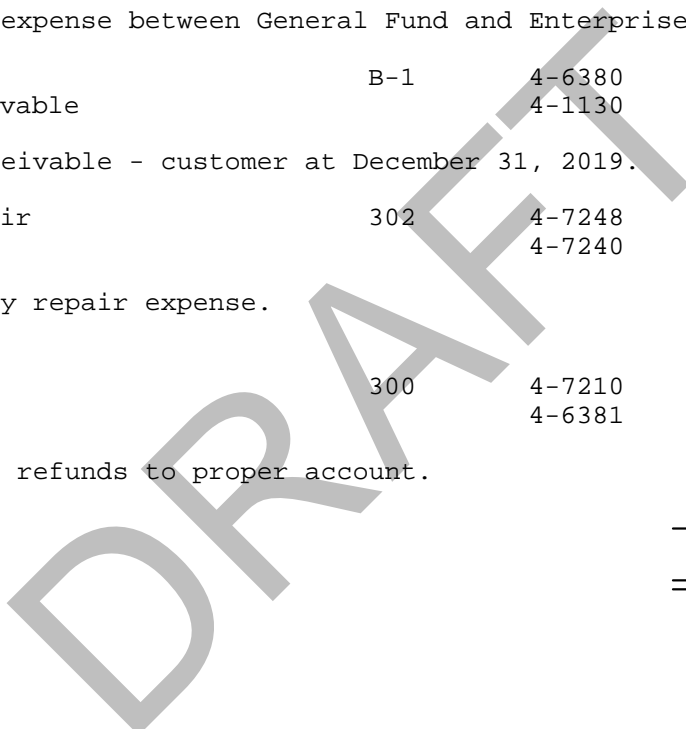 expense between General Fund and Enterprise
B-1 4-6380
vable 4-1130
eivable - customer at December 31, 2019.
ir 302 4-7248
4-7240
y repair expense.
300 4-7210
4-6381
refunds to proper account.
DRAFT